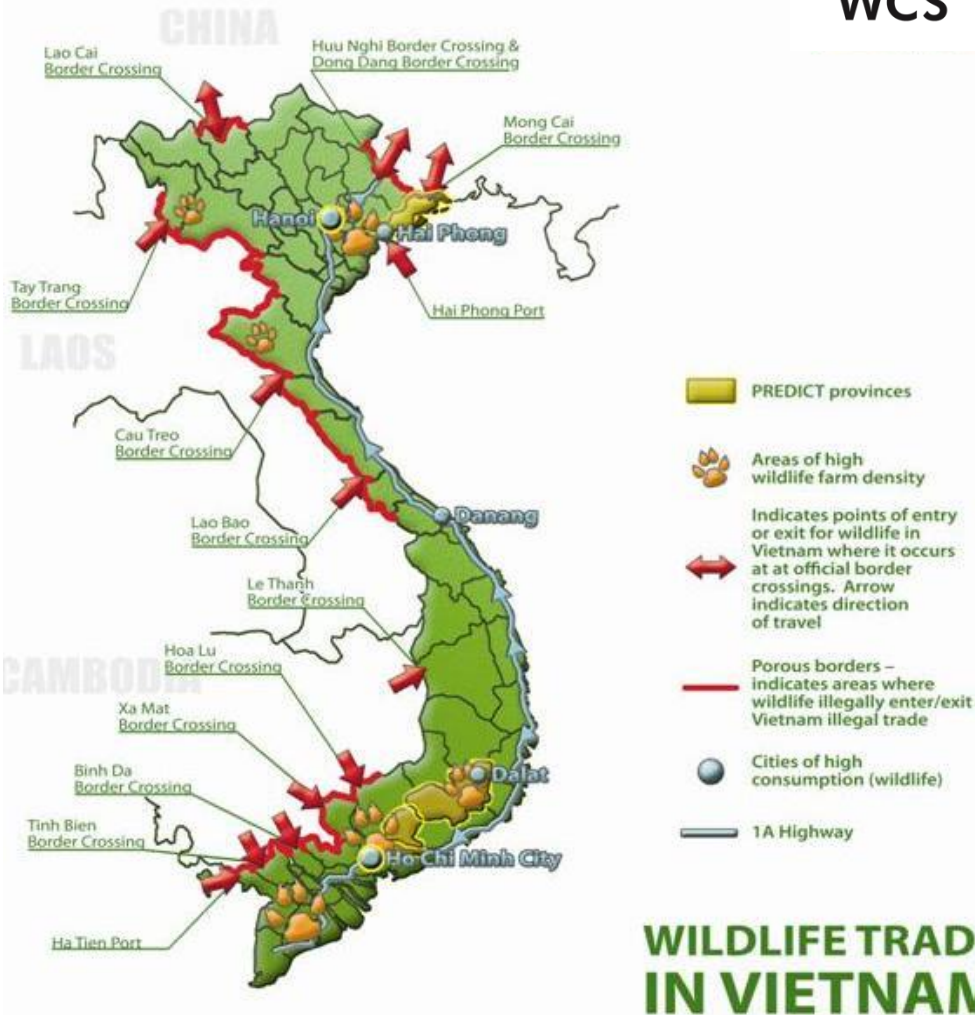 WCS
CHINA
Lao Cai
Border Crossing
Huu Nghi Border Crossing &
Dong Dang Border Crossing
Mong Cai
Border Crossing
Hanoi
Hai Phong
Tay Trang
Border Crossing
Hai Phong Port
LAOS
Cau Treo
Border Crossing
Lao Bao
Border Crossing
Danang
Le Thanh
Border Crossing
Hoa Lu
Border Crossing
CAMBODIA
Xa Mat
Border Crossing
Binh Da
Border Crossing
Dalat
Tinh Bien
Border Crossing
Ho Chi Minh City
Ha Tien Port
PREDICT provinces
Areas of high
wildlife farm density
Indicates points of entry
or exit for wildlife in
Vietnam where it occurs
at at official border
crossings. Arrow
indicates direction
of travel
Porous borders –
indicates areas where
wildlife illegally enter/exit
Vietnam illegal trade
Cities of high
consumption (wildlife)
1A Highway
WILDLIFE TRAD
IN VIETNAM